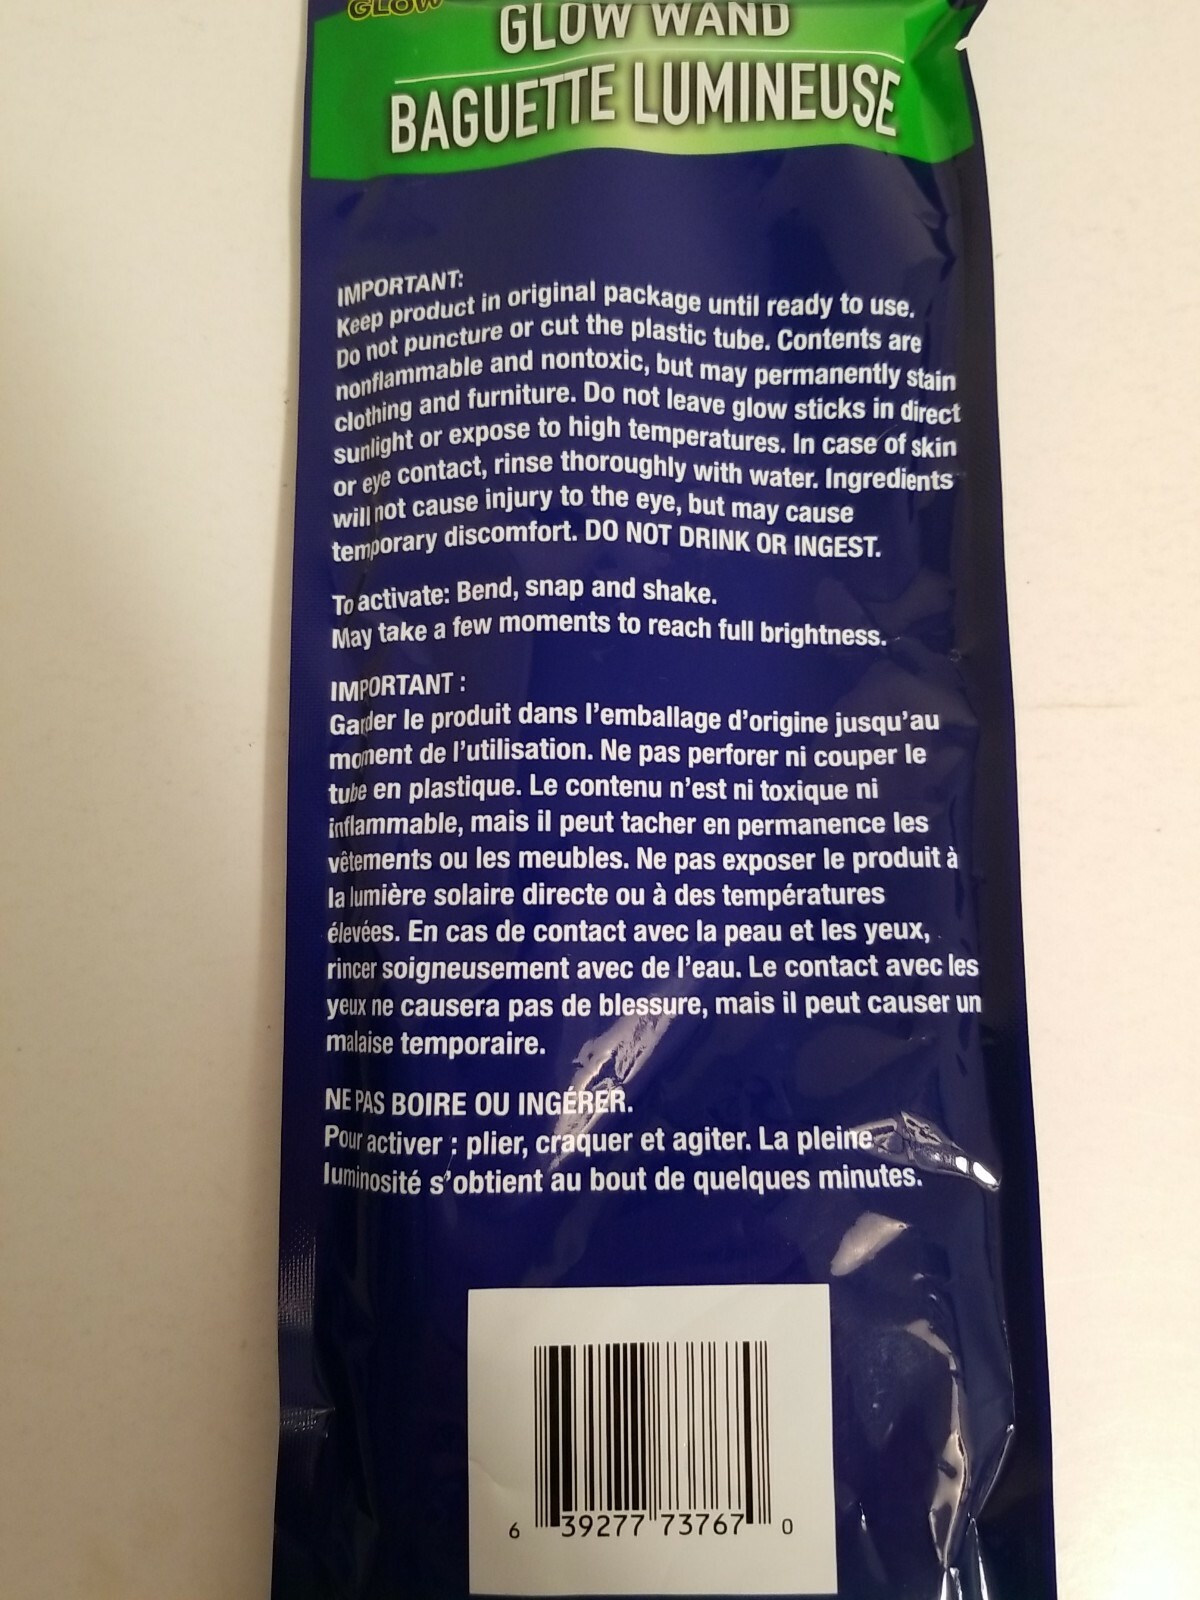 GLOW
GLOW WAND
BAGUETTE LUMINEUSE
IMPORTANT:
Keep product in original package until ready to use.
Do not puncture or cut the plastic tube. Contents are
nonflammable and nontoxic, but may permanently stain
clothing and furniture. Do not leave glow sticks in direct
sunlight or expose to high temperatures. In case of skin
or eye contact, rinse thoroughly with water. Ingredients
will not cause injury to the eye, but may cause
temporary discomfort. DO NOT DRINK OR INGEST.
To activate: Bend, snap and shake.
May take a few moments to reach full brightness.
IMPORTANT :
Garder le produit dans l'emballage d'origine jusqu'au
moment de l'utilisation. Ne pas perforer ni couper le
tube en plastique. Le contenu n'est ni toxique ni
inflammable, mais il peut tacher en permanence les
vêtements ou les meubles. Ne pas exposer le produit à
la lumière solaire directe ou à des températures
élevées. En cas de contact avec la peau et les yeux,
rincer soigneusement avec de l'eau. Le contact avec les
yeux ne causera pas de blessure, mais il peut causer un
malaise temporaire.
NE PAS BOIRE OU INGÉRER.
Pour activer : plier, craquer et agiter. La pleine
luminosité s'obtient au bout de quelques minutes.
6 39277 73767 0